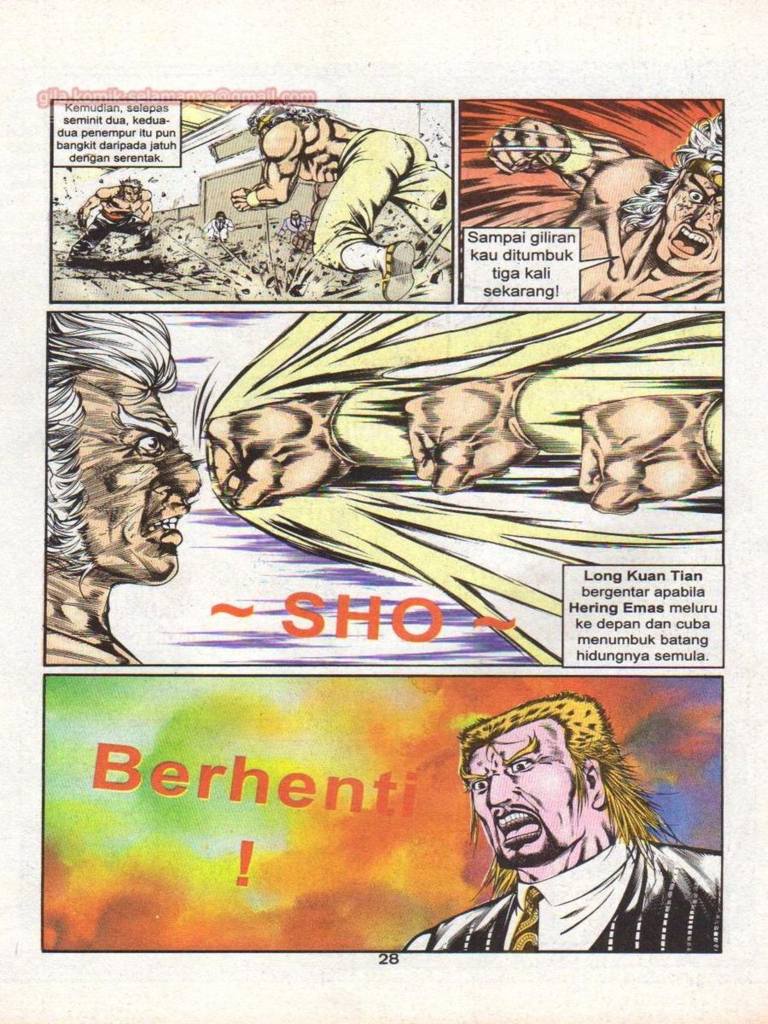 gila.komik.selamanya@gmail.com
Kemudian, selepas
seminit dua, kedua-
dua penempur itu pun
bangkit daripada jatuh
dengan serentak.
Sampai giliran
kau ditumbuk
tiga kali
sekarang!
~ SHO ~
Long Kuan Tian
bergentar apabila
Hering Emas meluru
ke depan dan cuba
menumbuk batang
hidungnya semula.
Berhenti
!
28